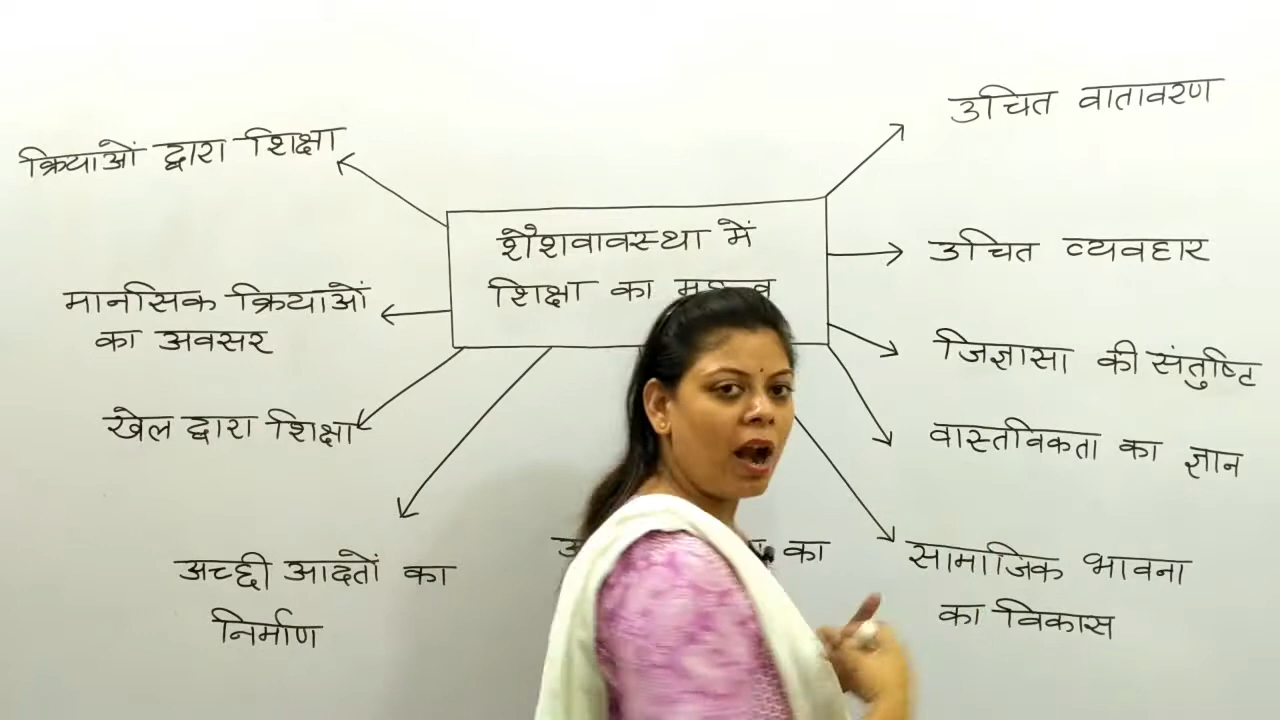 शैशवावस्था में
शिक्षा का
उचित वातावरण
उचित व्यवहार
जिज्ञासा की संतुष्टि
वास्तविकता का ज्ञान
सामाजिक भावना
का विकास
का
अच्छी आदतों का
निर्माण
खेल द्वारा शिक्षा
मानसिक क्रियाओं
का अवसर
क्रियाओं द्वारा शिक्षा